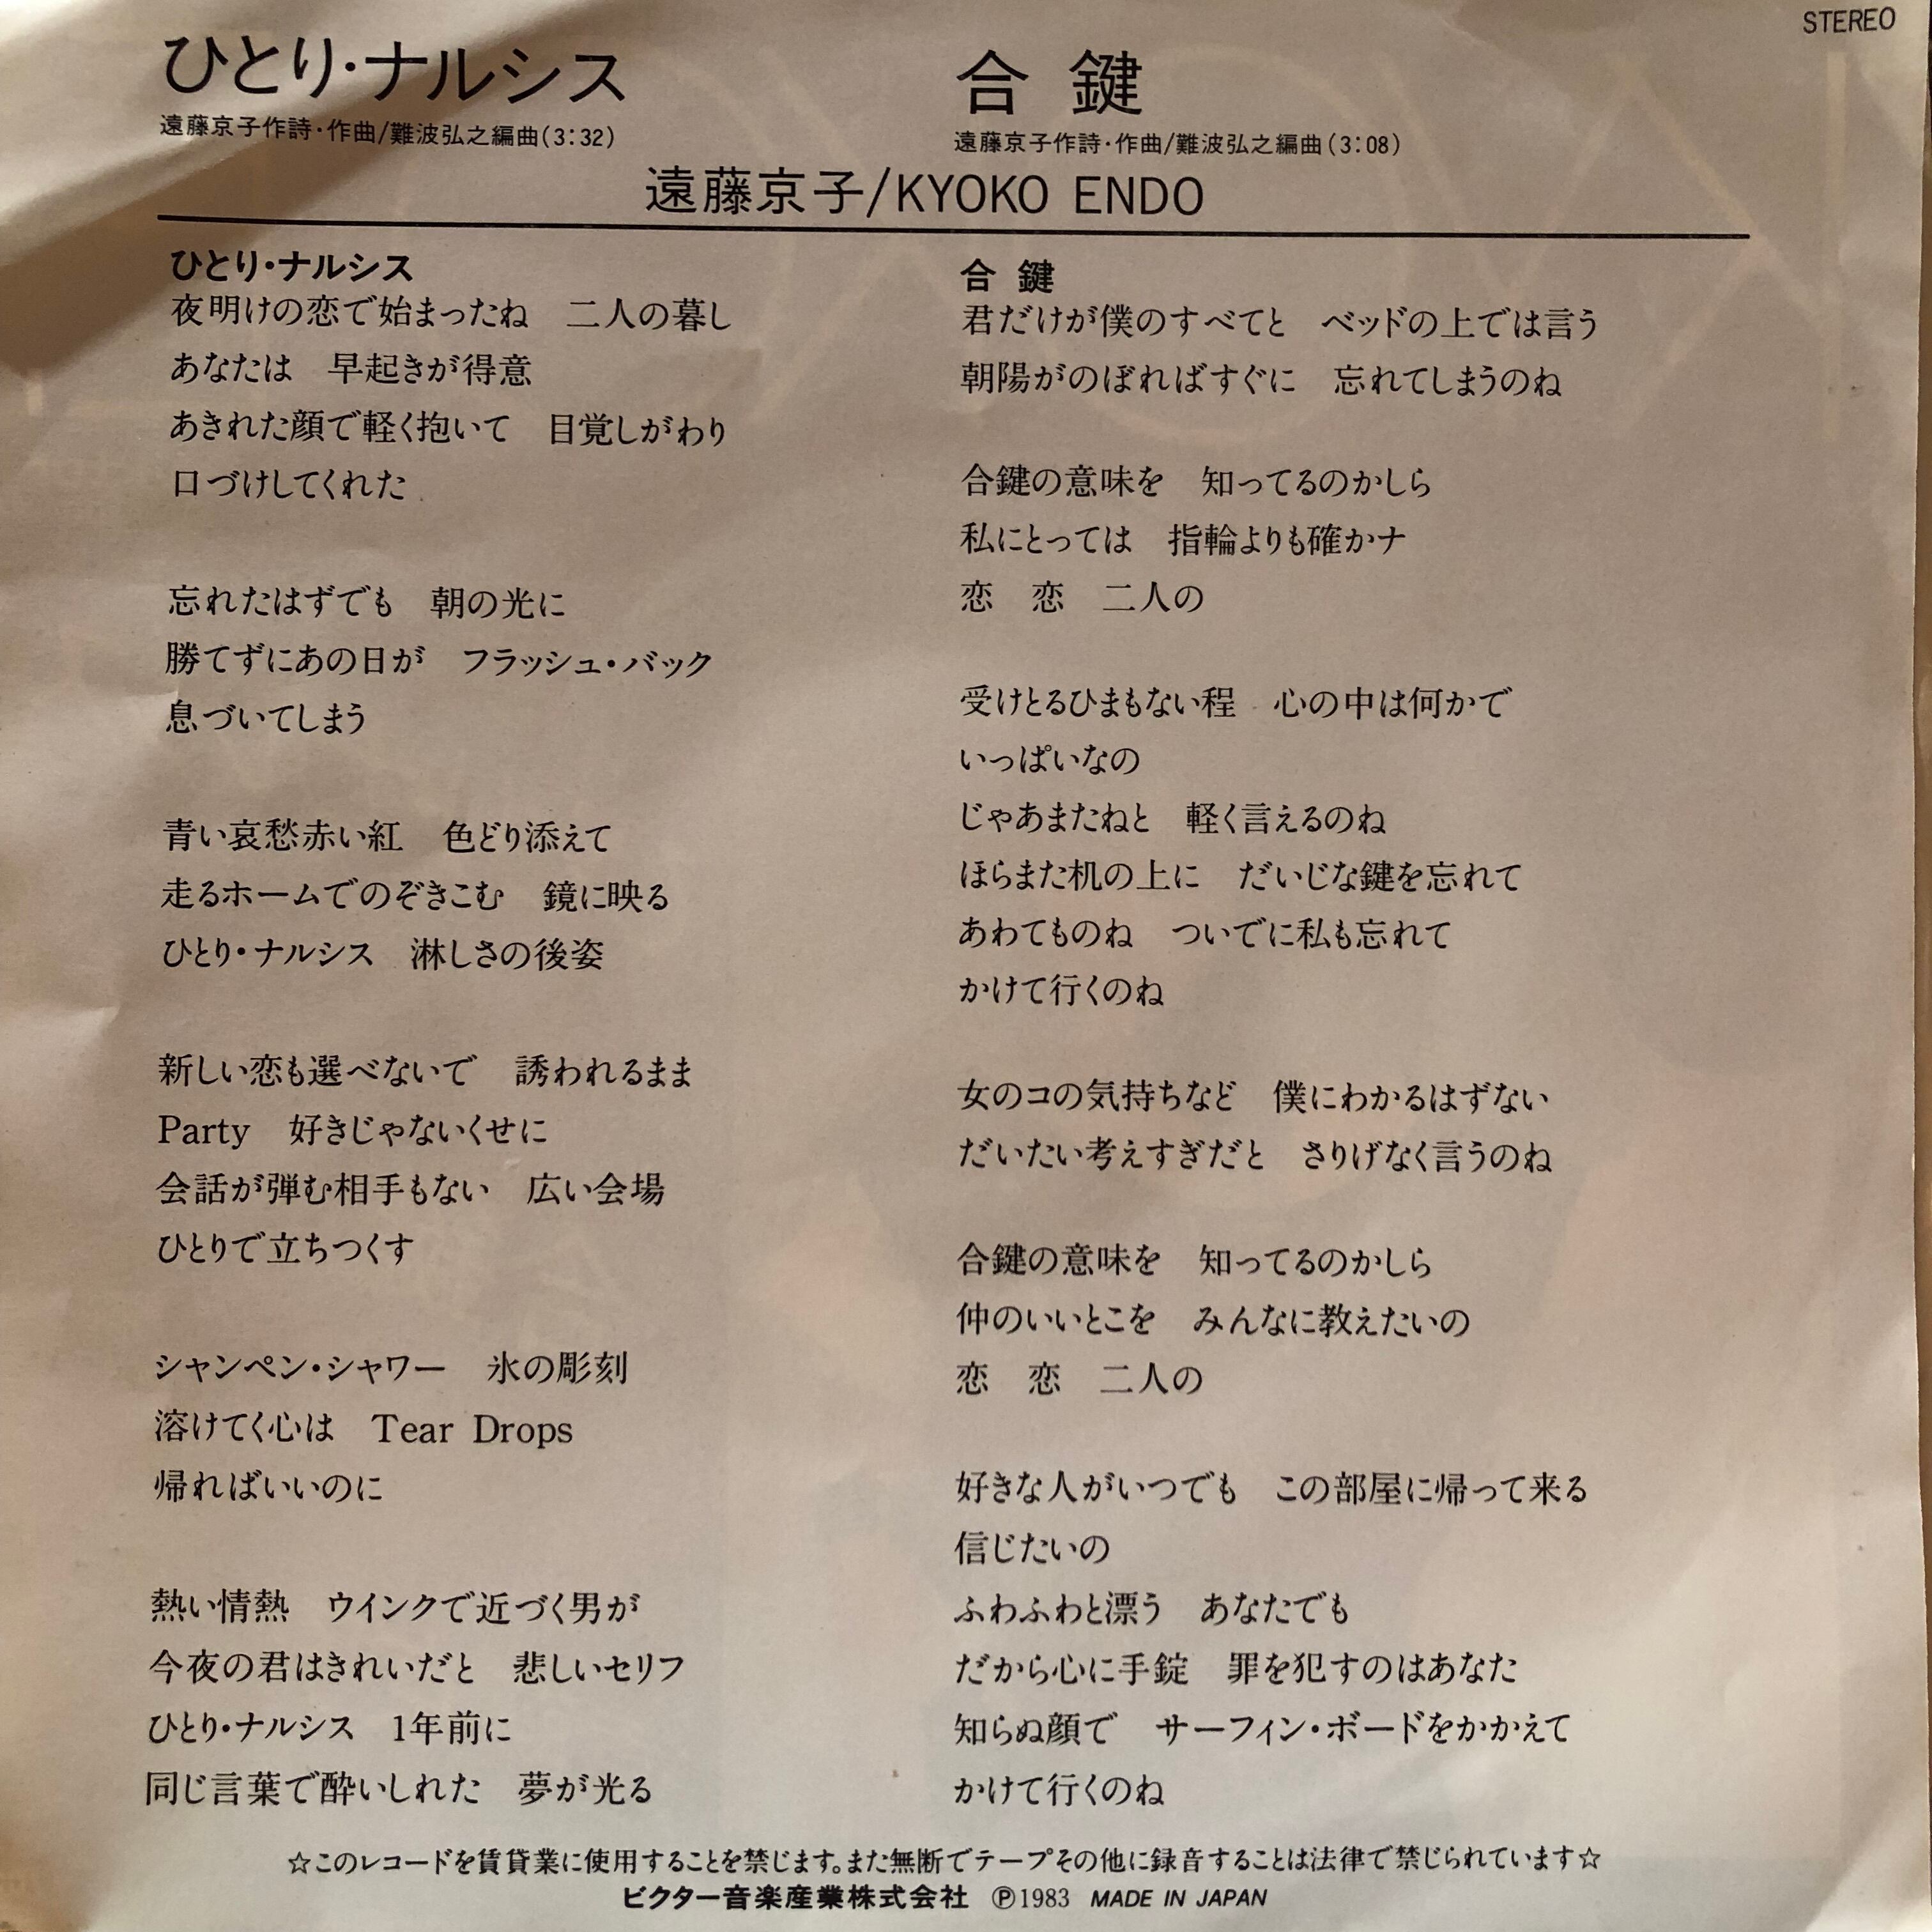 STEREO
ひとり・ナルシス
遠藤京子作詩・作曲/難波弘之編曲(3:32)
合鍵
遠藤京子作詩・作曲/難波弘之編曲(3:08)
遠藤京子/KYOKO ENDO
ひとり・ナルシス
夜明けの恋で始まったね　二人の暮し
あなたは　早起きが得意
あきれた顔で軽く抱いて　目覚しがわり
口づけしてくれた
忘れたはずでも　朝の光に
勝てずにあの日が　フラッシュ・バック
息づいてしまう
青い哀愁赤い紅　色どり添えて
走るホームでのぞきこむ　鏡に映る
ひとり・ナルシス　淋しさの後姿
新しい恋も選べないで　誘われるまま
Party　好きじゃないくせに
会話が弾む相手もない　広い会場
ひとりで立ちつくす
シャンペン・シャワー　氷の彫刻
溶けてく心は　Tear Drops
帰ればいいのに
熱い情熱　ウインクで近づく男が
今夜の君はきれいだと　悲しいセリフ
ひとり・ナルシス　1年前に
同じ言葉で酔いしれた　夢が光る
合鍵
君だけが僕のすべてと　ベッドの上では言う
朝陽がのぼればすぐに　忘れてしまうのね
合鍵の意味を　知ってるのかしら
私にとっては　指輪よりも確かナ
恋　恋　二人の
受けとるひまもない程　心の中は何かで
いっぱいなの
じゃあまたねと　軽く言えるのね
ほらまた机の上に　だいじな鍵を忘れて
あわてものね　ついでに私も忘れて
かけて行くのね
女のコの気持ちなど　僕にわかるはずない
だいたい考えすぎだと　さりげなく言うのね
合鍵の意味を　知ってるのかしら
仲のいいとこを　みんなに教えたいの
恋　恋　二人の
好きな人がいつでも　この部屋に帰って来る
信じたいの
ふわふわと漂う　あなたでも
だから心に手錠　罪を犯すのはあなた
知らぬ顔で　サーフィン・ボードをかかえて
かけて行くのね
☆このレコードを賃貸業に使用することを禁じます。また無断でテープその他に録音することは法律で禁じられています☆
ビクター音楽産業株式会社　Ⓟ1983　MADE IN JAPAN